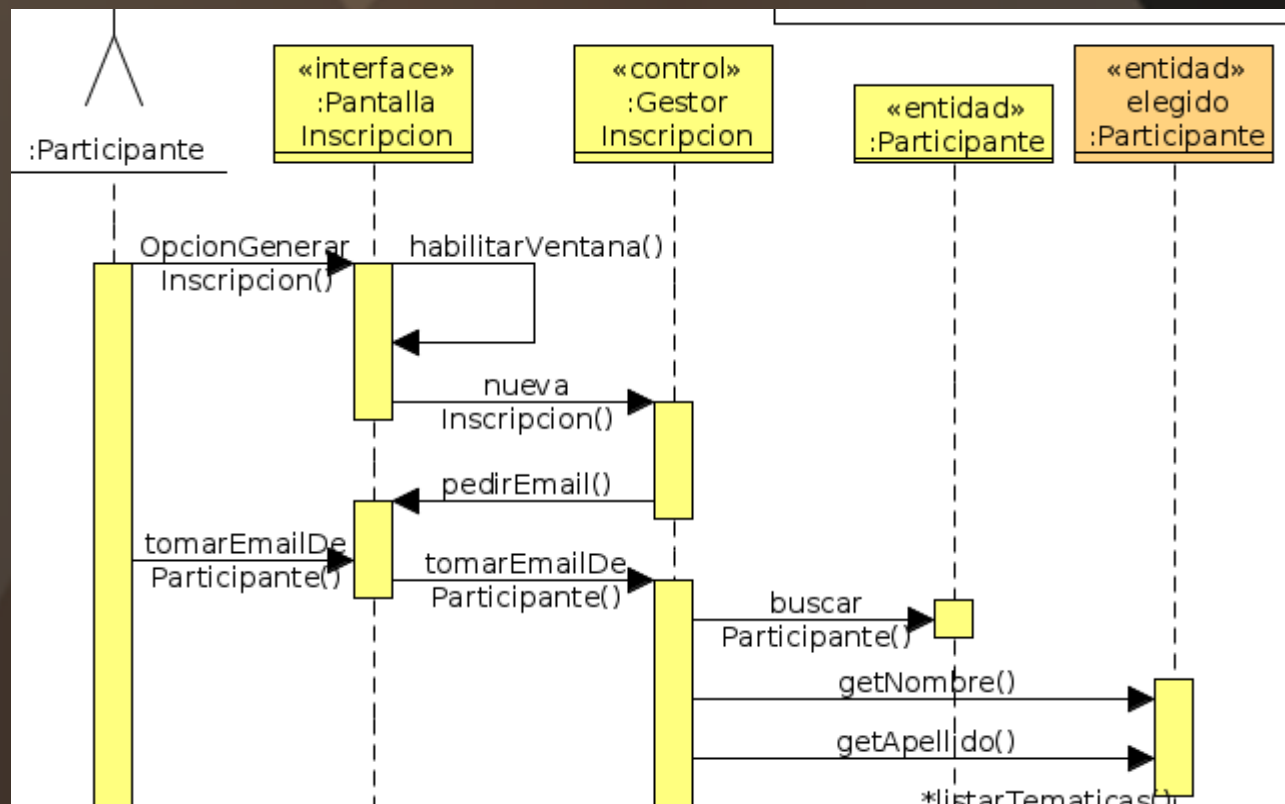 «interface»
:Pantalla
Inscripcion
«control»
:Gestor
Inscripcion
«entidad»
:Participante
«entidad»
elegido
:Participante
:Participante
OpcionGenerar
Inscripcion()
habilitarVentana()
nueva
Inscripcion()
pedirEmail()
tomarEmailDe
Participante()
tomarEmailDe
Participante()
buscar
Participante()
getNombre()
getApellido()
*listarTematicas()